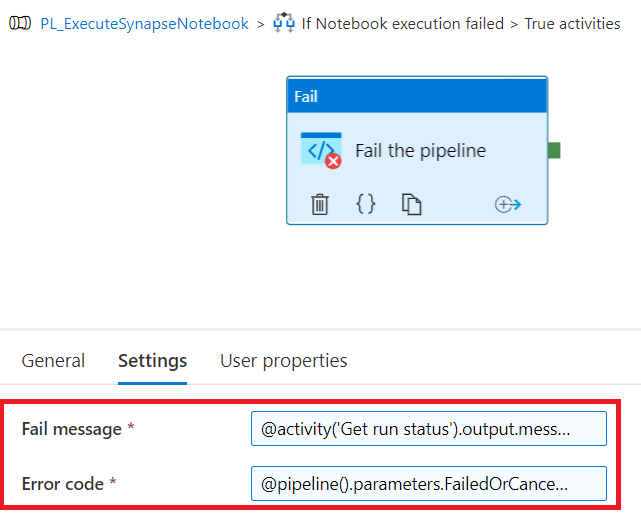 PL_ExecuteSynapseNotebook > If Notebook execution failed > True activities
Fail
</> Fail the pipeline
{}
General Settings User properties
Fail message * @activity('Get run status').output.mess...
Error code * @pipeline().parameters.FailedOrCance...